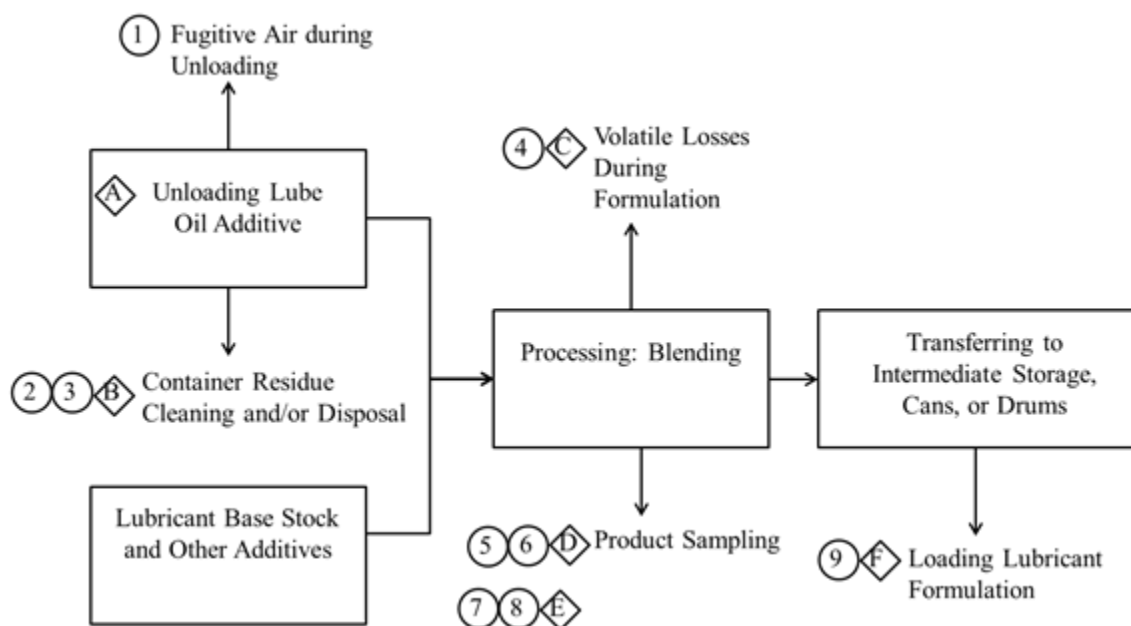 1 Fugitive Air during
Unloading
A Unloading Lube
Oil Additive
2 3 B Container Residue
Cleaning and/or Disposal
Lubricant Base Stock
and Other Additives
4 C Volatile Losses
During
Formulation
Processing: Blending
5 6 D Product Sampling
7 8 E
Transferring to
Intermediate Storage,
Cans, or Drums
9 F Loading Lubricant
Formulation